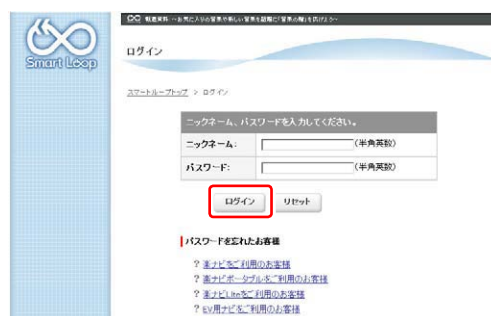 Smart Loop
ログイン
スマートループトップ > ログイン
ニックネーム、パスワードを入力してください。
ニックネーム: (半角英数)
パスワード: (半角英数)
ログイン リセット
パスワードを忘れたお客様
? 楽ナビをご利用のお客様
? 楽ナビポータブルをご利用のお客様
? 楽ナビLiteをご利用のお客様
? EV用ナビをご利用のお客様